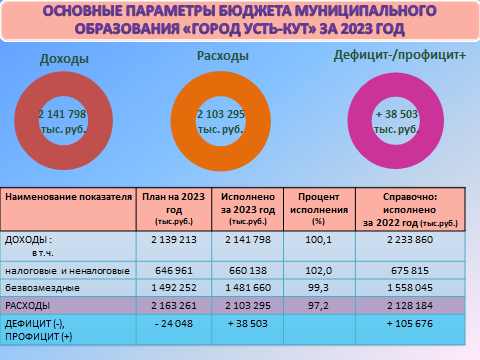 ОСНОВНЫЕ ПАРАМЕТРЫ БЮДЖЕТА МУНИЦИПАЛЬНОГО
ОБРАЗОВАНИЯ «ГОРОД УСТЬ-КУТ» ЗА 2023 ГОД
Доходы Расходы Дефицит-/профицит+
2 141 798 2 103 295 + 38 503
тыс. руб. тыс. руб. тыс. руб.
Наименование показателя План на 2023 Исполнено Процент Справочно:
год за 2023 год исполнения исполнено
(тыс.руб.) (тыс.руб.) (%) за 2022 год (тыс.руб.)
ДОХОДЫ : 2 139 213 2 141 798 100,1 2 233 860
в т.ч.
налоговые и неналоговые 646 961 660 138 102,0 675 815
безвозмездные 1 492 252 1 481 660 99,3 1 558 045
РАСХОДЫ 2 163 261 2 103 295 97,2 2 128 184
ДЕФИЦИТ (-), - 24 048 + 38 503 + 105 676
ПРОФИЦИТ (+)